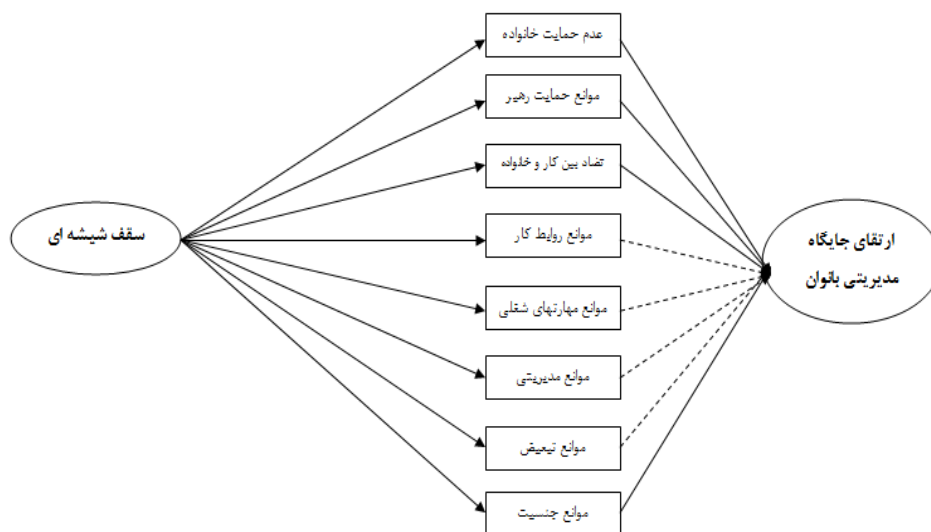 عدم حمایت خانواده
موانع حمایت رهبر
تضاد بین کار و خانواده
سقف شیشه ای
موانع روابط کار
ارتقای جایگاه
مدیریتی بانوان
موانع مهارتهای شغلی
موانع مدیریتی
موانع تبعیض
موانع جنسیت